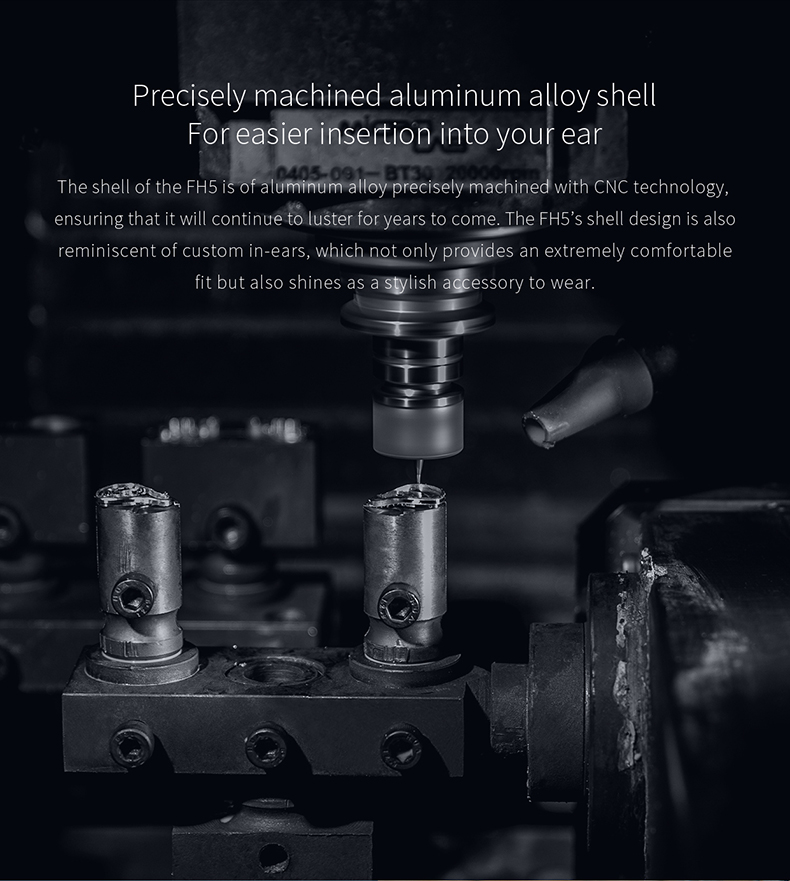 Precisely machined aluminum alloy shell
For easier insertion into your ear
0405-091-BT30
The shell of the FH5 is of aluminum alloy precisely machined with CNC technology,
ensuring that it will continue to luster for years to come. The FH5’s shell design is also
reminiscent of custom in-ears, which not only provides an extremely comfortable
fit but also shines as a stylish accessory to wear.